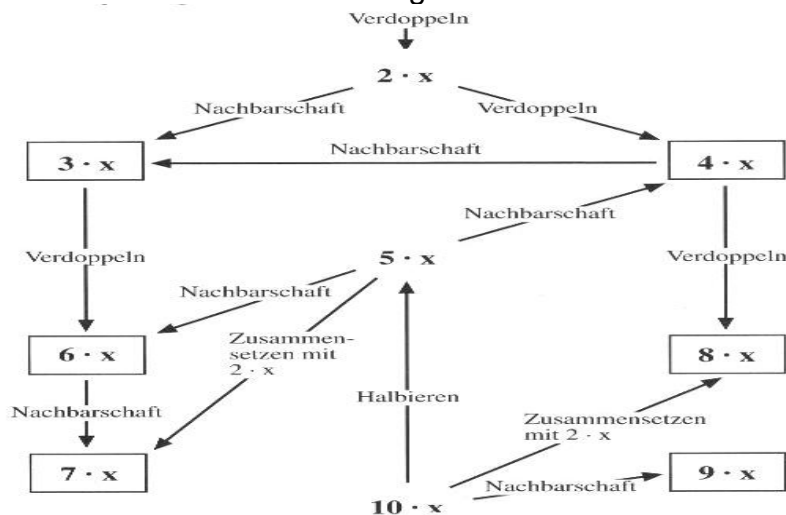 Verdoppeln
2 · x
Nachbarschaft
Verdoppeln
3 · x
Nachbarschaft
4 · x
Nachbarschaft
Verdoppeln
5 · x
Verdoppeln
Nachbarschaft
6 · x
Zusammen-
setzen mit
2 · x
8 · x
Nachbarschaft
Halbieren
Zusammensetzen
mit 2 · x
7 · x
Nachbarschaft
9 · x
10 · x